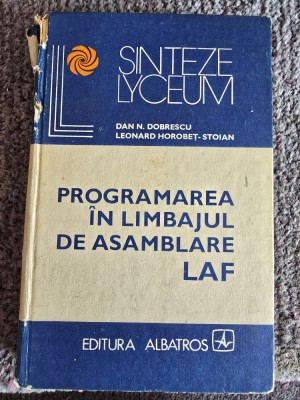 SINTEZE
LYCEUM
DAN N. DOBRESCU
LEONARD HOROBEȚ-STOIAN
PROGRAMAREA
ÎN LIMBAJUL
DE ASAMBLARE
LAF
EDITURA ALBATROS